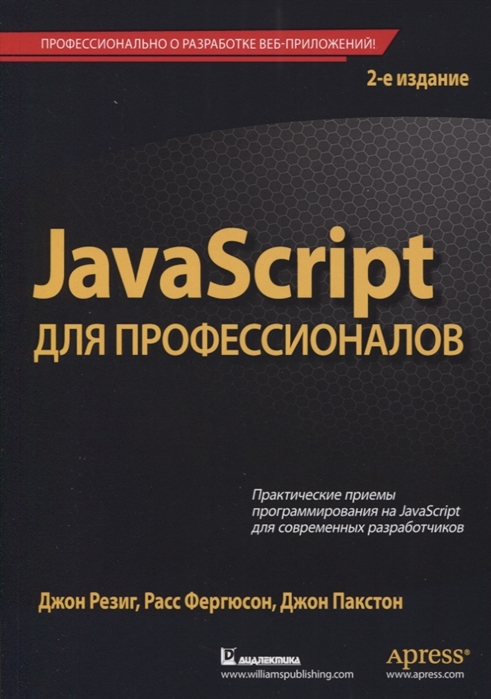 ПРОФЕССИОНАЛЬНО О РАЗРАБОТКЕ ВЕБ-ПРИЛОЖЕНИЙ!
2-е издание
JavaScript
ДЛЯ ПРОФЕССИОНАЛОВ
Практические приемы
программирования на JavaScript
для современных разработчиков
Джон Резиг, Расс Фергюсон, Джон Пакстон
ДИАЛЕКТИКА
www.williamspublishing.com
Apress®
www.apress.com